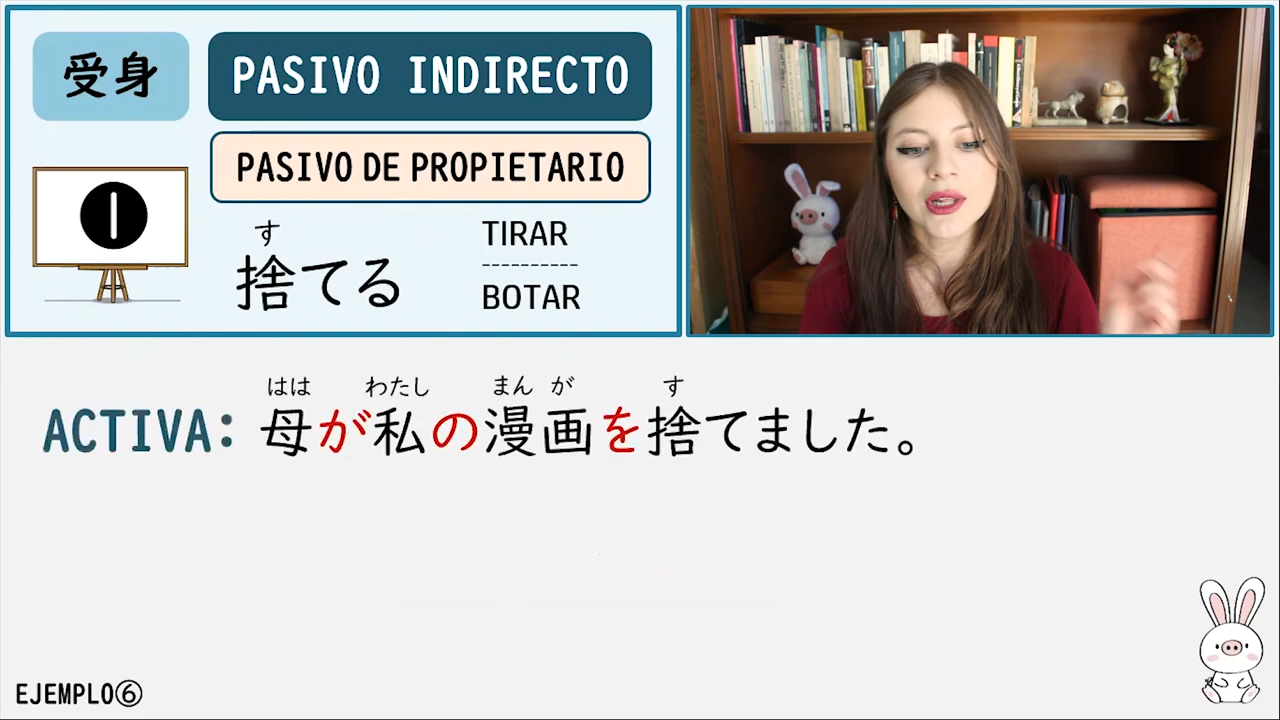 受身
PASIVO INDIRECTO
PASIVO DE PROPIETARIO
す
捨てる
TIRAR
----------
BOTAR
はは わたし まん が す
ACTIVA: 母が私の漫画を捨てました。
EJEMPLO⑥